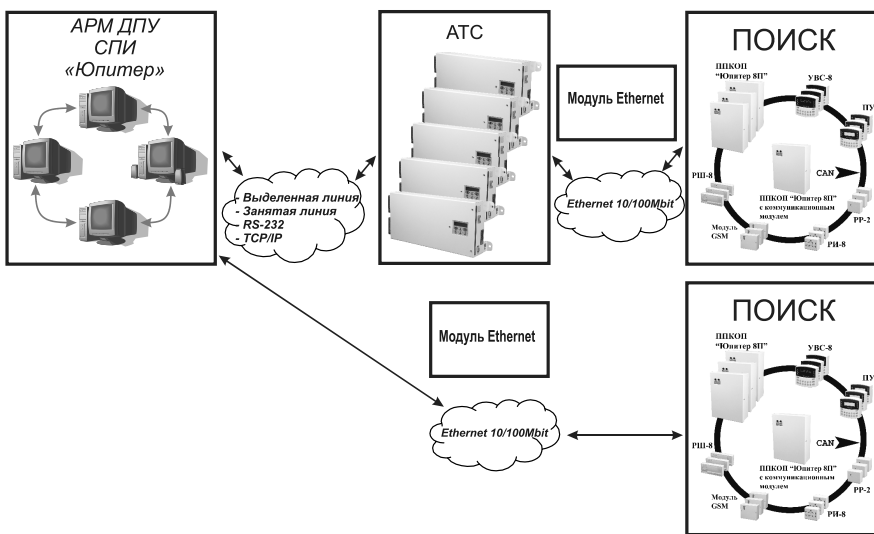 АРМ ДПУ
СПИ
«Юпитер»
- Выделенная линия
- Занятая линия
- RS-232
- TCP/IP
АТС
Модуль Ethernet
Ethernet 10/100Mbit
ПОИСК
ППКОП
“Юпитер 8П”
УВС-8
ПУ
CAN
РШ-8
ППКОП “Юпитер 8П”
с коммуникационным
модулем
РР-2
Модуль
GSM
РИ-8
Модуль Ethernet
Ethernet 10/100Mbit
ПОИСК
ППКОП
“Юпитер 8П”
УВС-8
ПУ
CAN
РШ-8
ППКОП “Юпитер 8П”
с коммуникационным
модулем
РР-2
Модуль
GSM
РИ-8